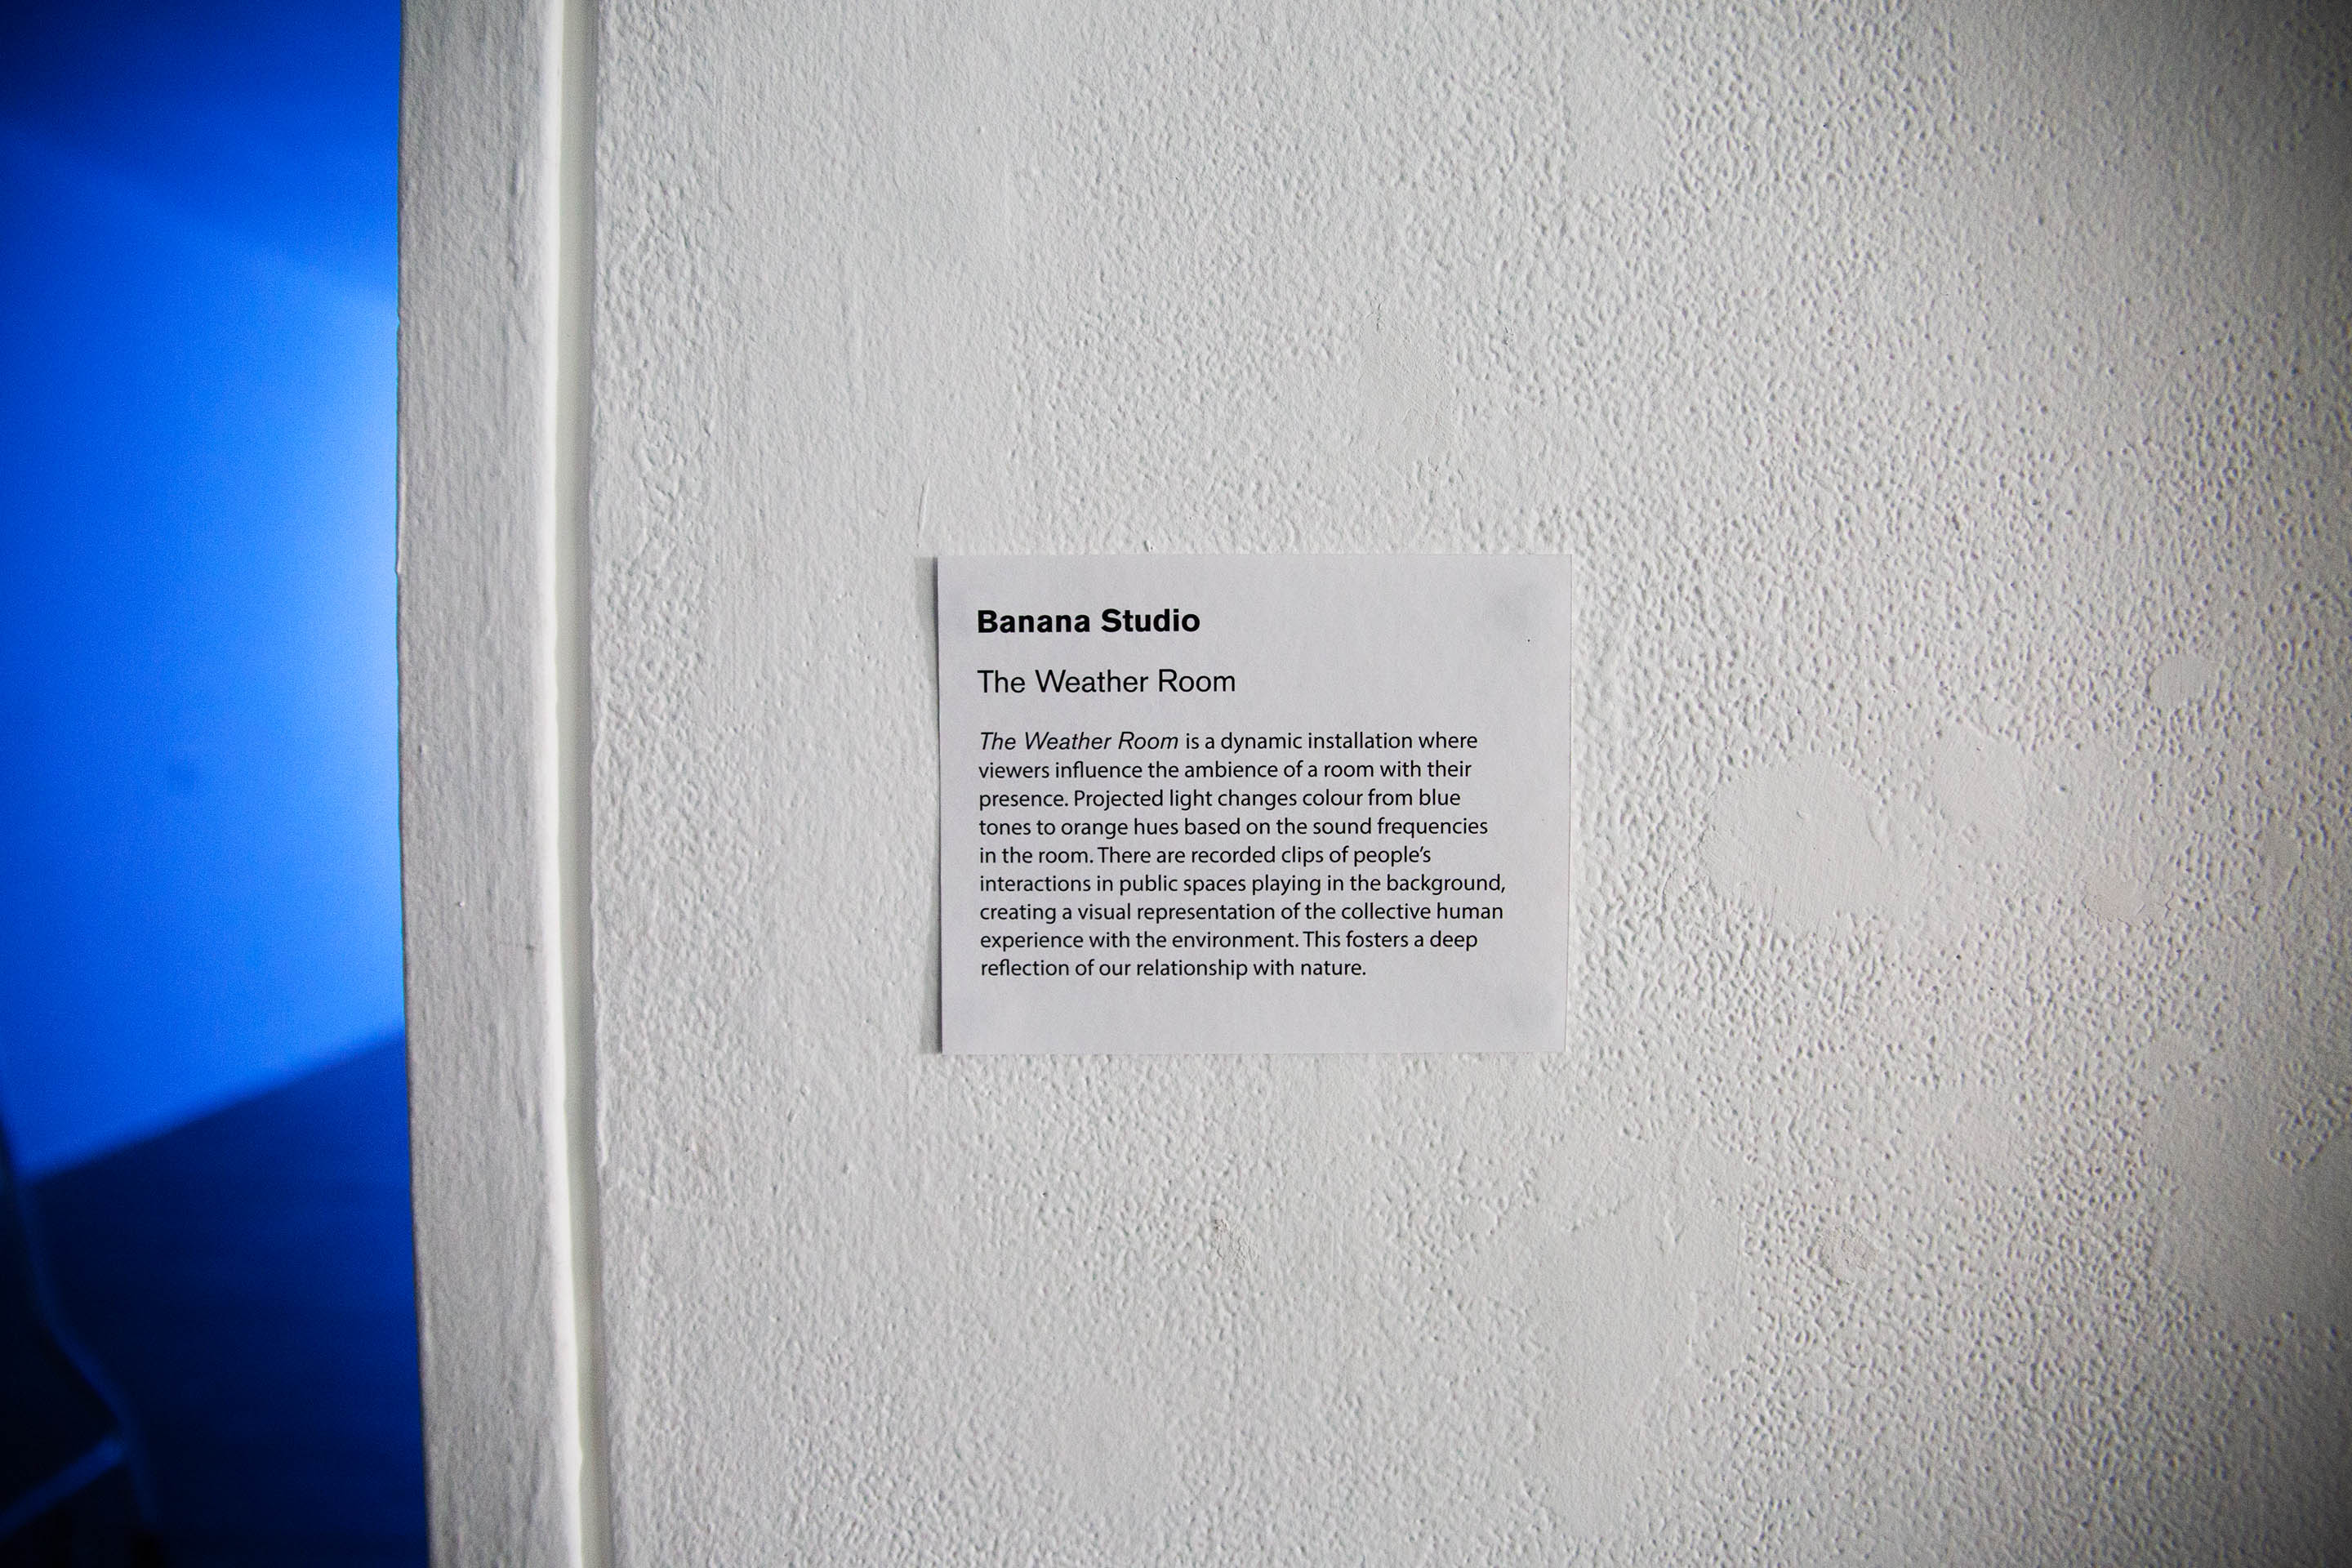 Banana Studio
The Weather Room
The Weather Room is a dynamic installation where
viewers influence the ambience of a room with their
presence. Projected light changes colour from blue
tones to orange hues based on the sound frequencies
in the room. There are recorded clips of people’s
interactions in public spaces playing in the background,
creating a visual representation of the collective human
experience with the environment. This fosters a deep
reflection of our relationship with nature.